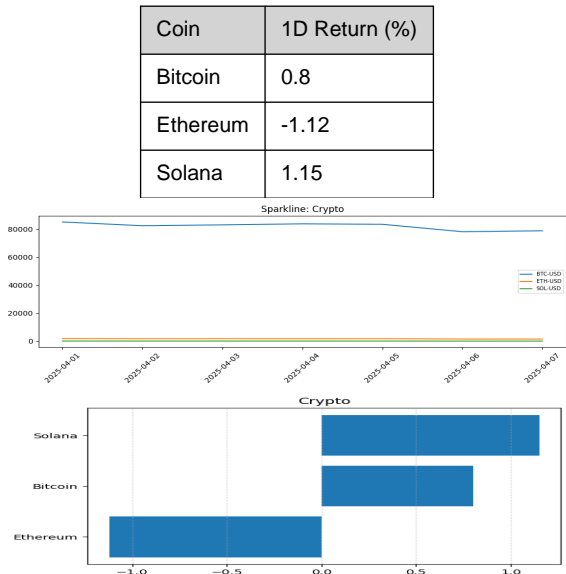 Coin 1D Return (%)
Bitcoin 0.8
Ethereum -1.12
Solana 1.15
Sparkline: Crypto
80000
60000
40000
20000
0
BTC-USD
ETH-USD
SOL-USD
2025-04-01 2025-04-02 2025-04-03 2025-04-04 2025-04-05 2025-04-06 2025-04-07
Crypto
Solana
Bitcoin
Ethereum
−1.0 −0.5 0.0 0.5 1.0